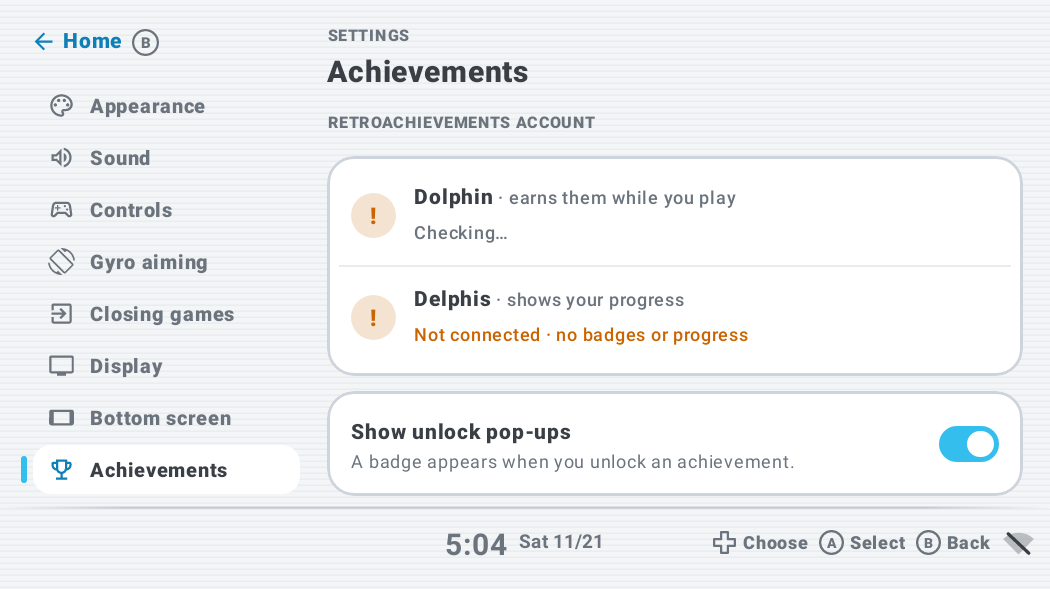 Home B
Appearance
Sound
Controls
Gyro aiming
Closing games
Display
Bottom screen
Achievements
SETTINGS
Achievements
RETROACHIEVEMENTS ACCOUNT
! Dolphin · earns them while you play
Checking…
! Delphis · shows your progress
Not connected · no badges or progress
Show unlock pop-ups
A badge appears when you unlock an achievement.
5:04 Sat 11/21
Choose A Select B Back